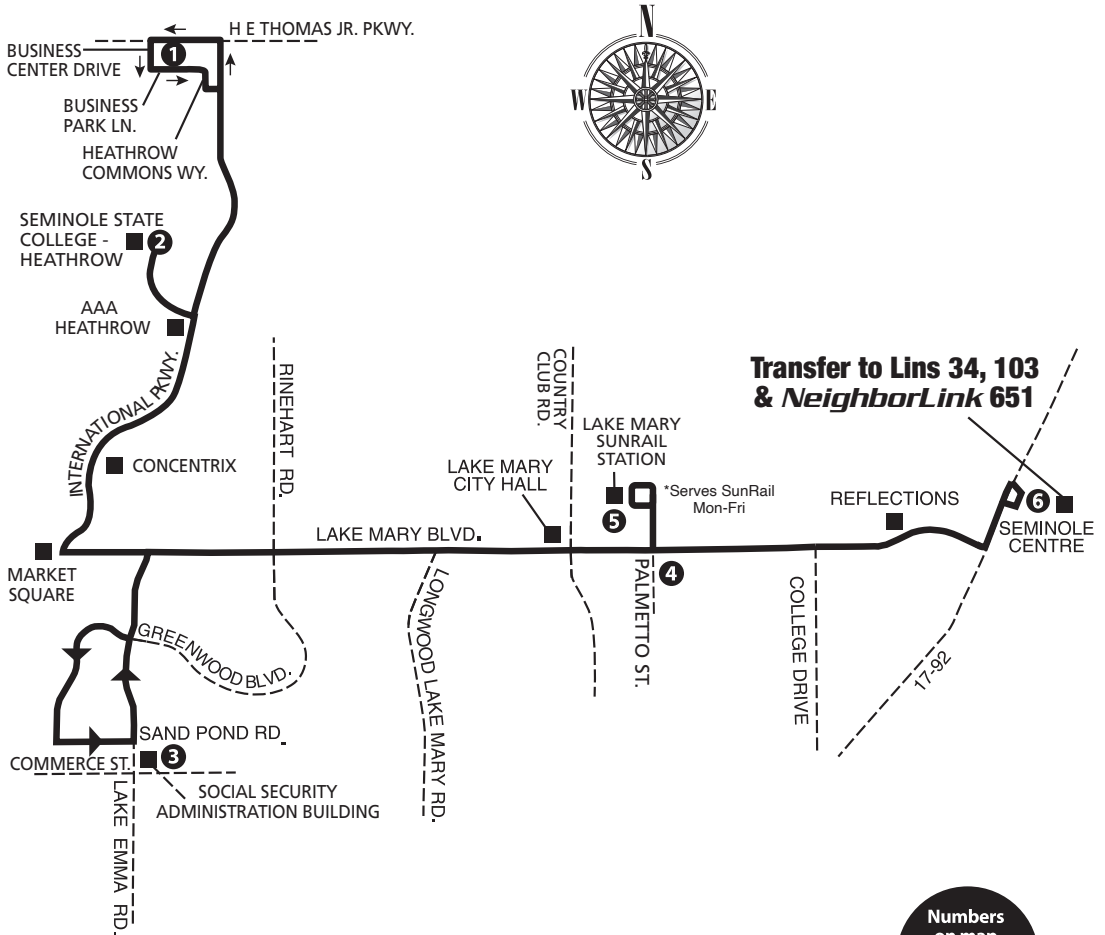 H E THOMAS JR. PKWY.
BUSINESS
CENTER DRIVE
1
BUSINESS
PARK LN.
HEATHROW
COMMONS WY.
N
W
E
S
SEMINOLE STATE
COLLEGE -
HEATHROW
2
AAA
HEATHROW
INTERNATIONAL PKWY.
CONCENTRIX
RINEHART RD.
COUNTRY
CLUB RD.
Transfer to Lins 34, 103
& NeighborLink 651
LAKE MARY
SUNRAIL
STATION
LAKE MARY
CITY HALL
*Serves SunRail
Mon-Fri
5
REFLECTIONS
6
SEMINOLE
CENTRE
LAKE MARY BLVD.
MARKET
SQUARE
4
PALMETTO ST.
LONGWOOD LAKE MARY RD.
COLLEGE DRIVE
17-92
GREENWOOD BLVD.
SAND POND RD.
COMMERCE ST.
3
SOCIAL SECURITY
ADMINISTRATION BUILDING
LAKE EMMA RD.
Numbers
on map